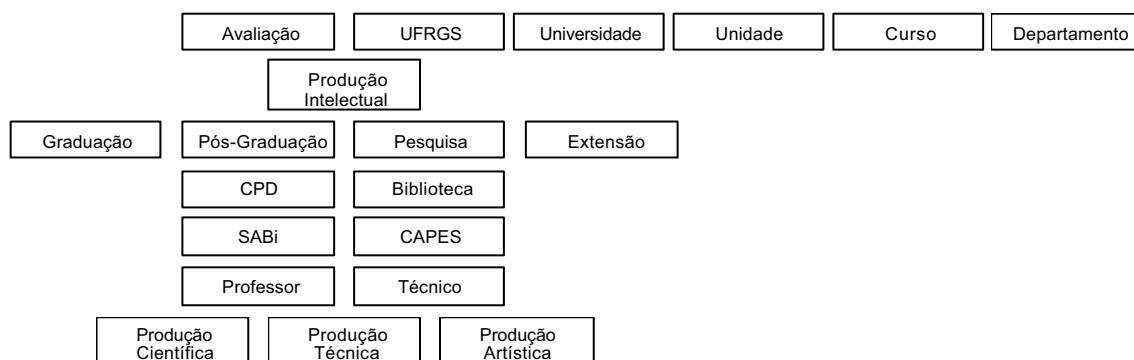 Avaliação UFRGS Universidade Unidade Curso Departamento
Produção
Intelectual
Graduação Pós-Graduação Pesquisa Extensão
CPD Biblioteca
SABi CAPES
Professor Técnico
Produção Produção Produção
Científica Técnica Artística